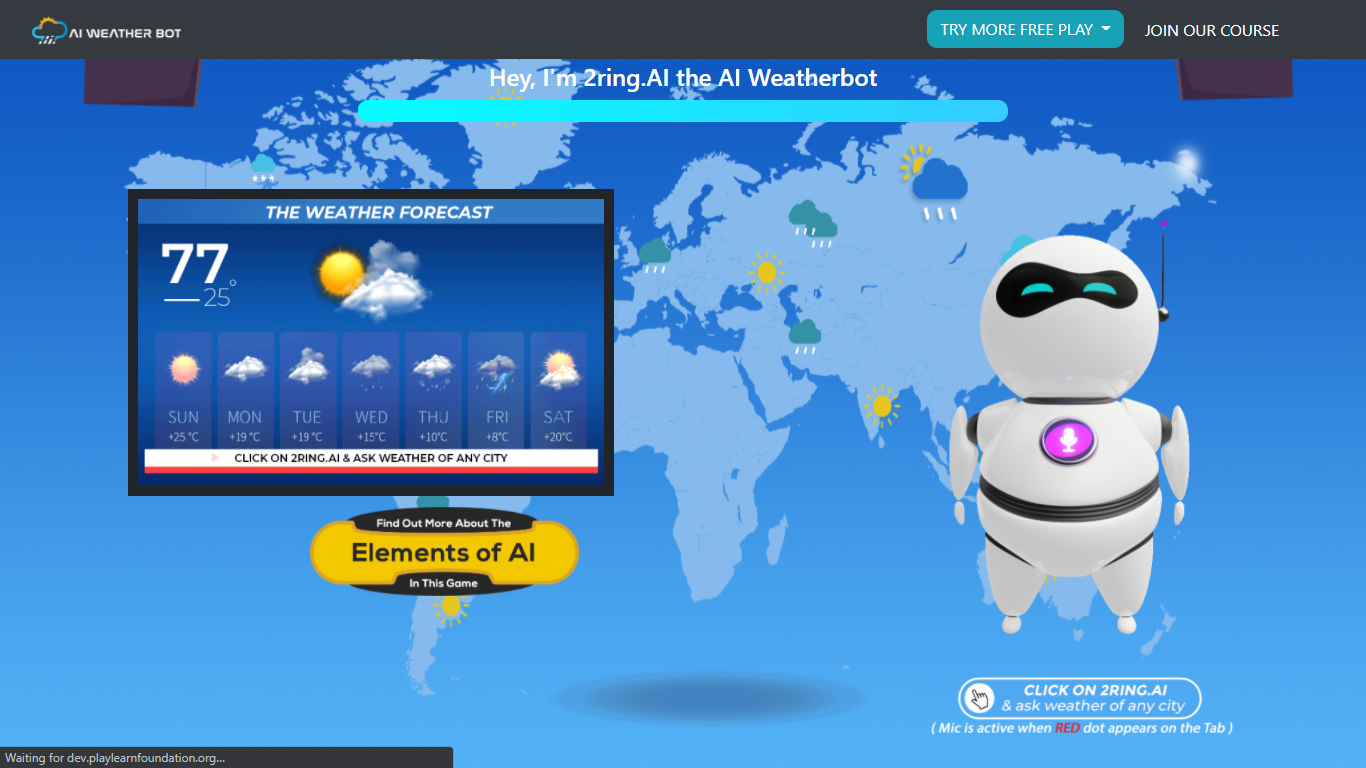 AI WEATHER BOT
TRY MORE FREE PLAY
JOIN OUR COURSE
Hey, I'm 2ring.AI the AI Weatherbot
THE WEATHER FORECAST
77
25°
SUN MON TUE WED THU FRI SAT
+25 °C +19 °C +19 °C +15°C +10°C +8°C +20°C
CLICK ON 2RING.AI & ASK WEATHER OF ANY CITY
Find Out More About The
Elements of AI
In This Game
CLICK ON 2RING.AI
& ask weather of any city
( Mic is active when RED dot appears on the Tab )
Waiting for dev.playlearnfoundation.org...